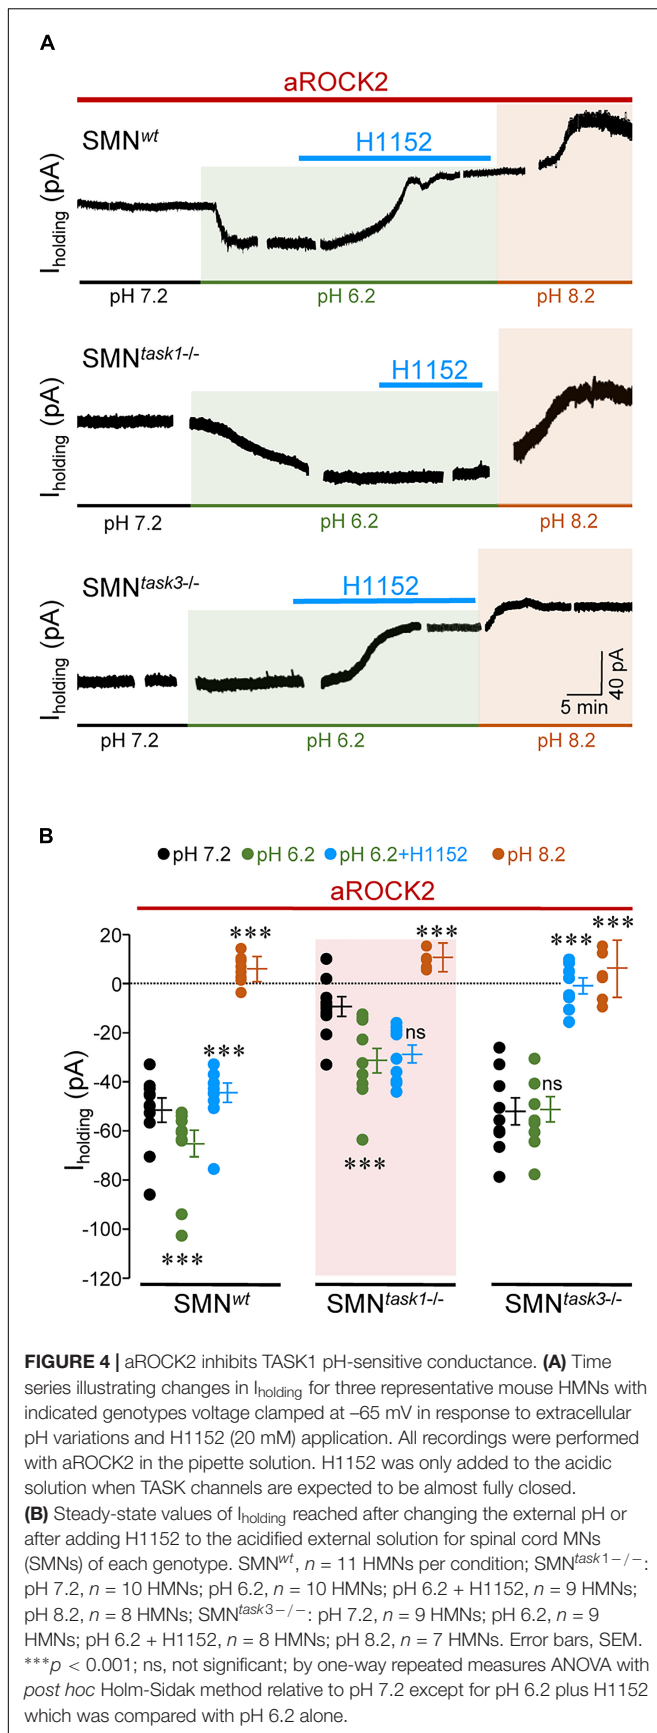 A
aROCK2
SMNwt
H1152
Iholding (pA)
pH 7.2 pH 6.2 pH 8.2
SMNtask1-/-
H1152
Iholding (pA)
pH 7.2 pH 6.2 pH 8.2
SMNtask3-/-
H1152
Iholding (pA)
40 pA
5 min
pH 7.2 pH 6.2 pH 8.2
B
pH 7.2 pH 6.2 pH 6.2+H1152 pH 8.2
aROCK2
Iholding (pA)
20
0
-20
-40
-60
-80
-100
-120
*** *** ***
*** *** ns *** ***
*** ns
SMNwt SMNtask1-/- SMNtask3-/-
FIGURE 4 | aROCK2 inhibits TASK1 pH-sensitive conductance. (A) Time
series illustrating changes in Iholding for three representative mouse HMNs with
indicated genotypes voltage clamped at –65 mV in response to extracellular
pH variations and H1152 (20 mM) application. All recordings were performed
with aROCK2 in the pipette solution. H1152 was only added to the acidic
solution when TASK channels are expected to be almost fully closed.
(B) Steady-state values of Iholding reached after changing the external pH or
after adding H1152 to the acidified external solution for spinal cord MNs
(SMNs) of each genotype. SMNwt, n = 11 HMNs per condition; SMNtask1−/−:
pH 7.2, n = 10 HMNs; pH 6.2, n = 10 HMNs; pH 6.2 + H1152, n = 9 HMNs;
pH 8.2, n = 8 HMNs; SMNtask3−/−: pH 7.2, n = 9 HMNs; pH 6.2, n = 9
HMNs; pH 6.2 + H1152, n = 8 HMNs; pH 8.2, n = 7 HMNs. Error bars, SEM.
***p < 0.001; ns, not significant; by one-way repeated measures ANOVA with
post hoc Holm-Sidak method relative to pH 7.2 except for pH 6.2 plus H1152
which was compared with pH 6.2 alone.